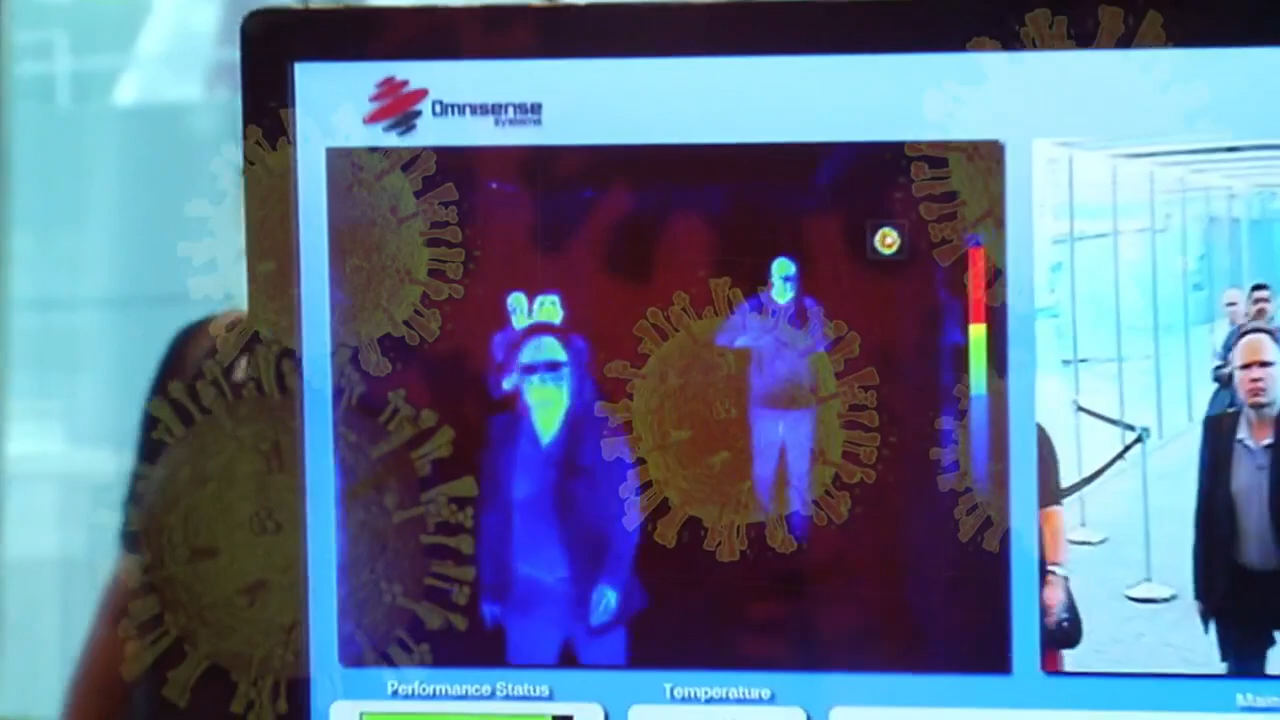 Omnisense
Systems
Performance Status
Temperature